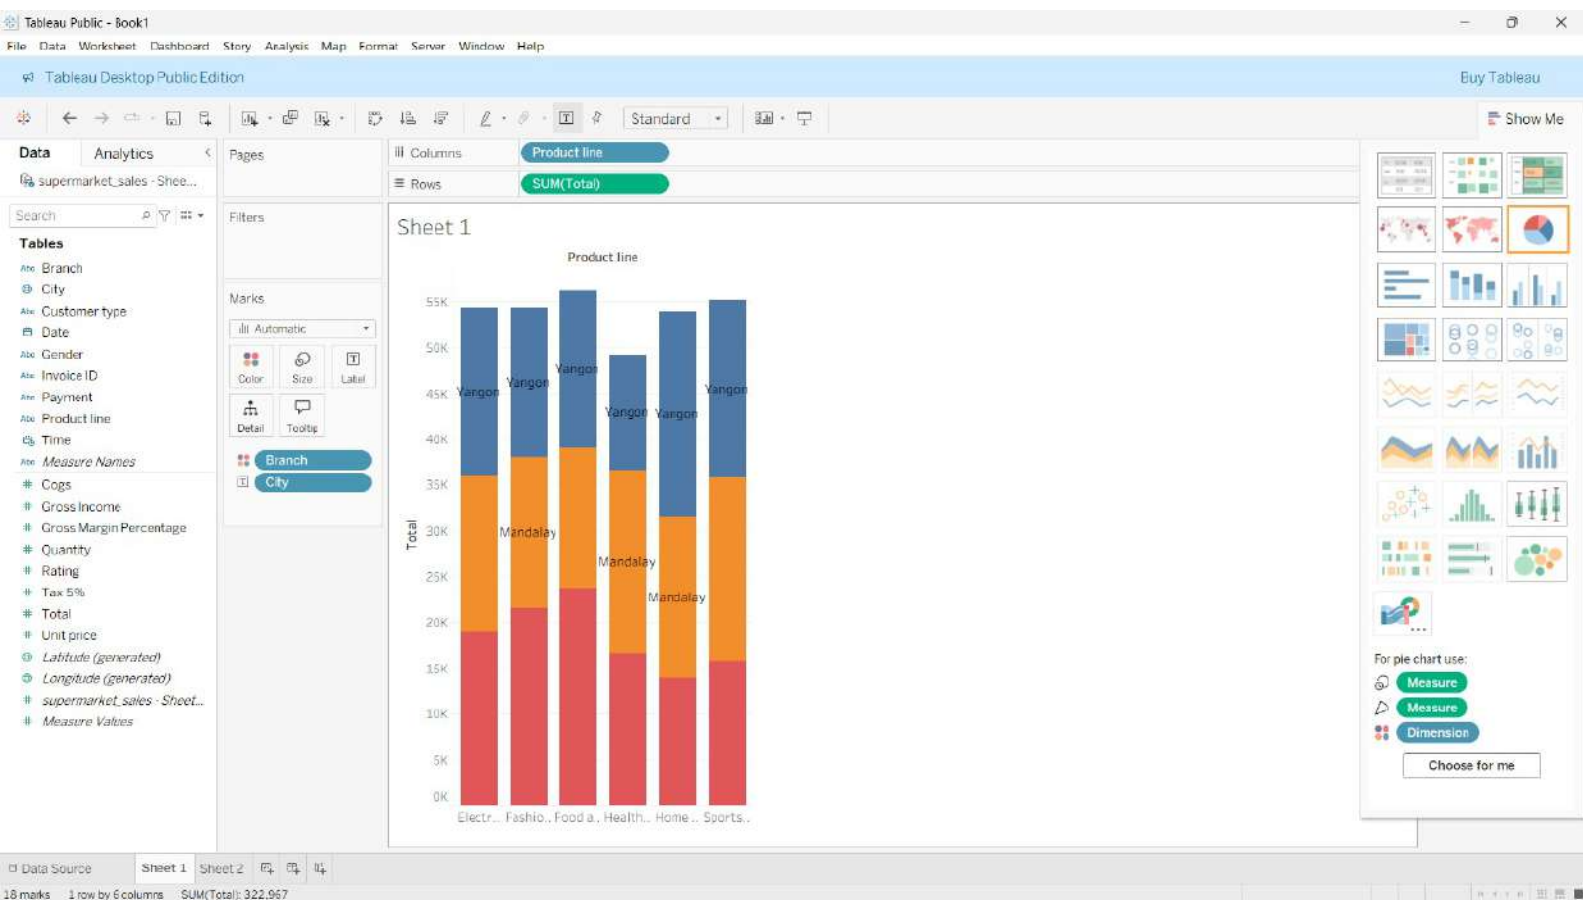 Tableau Public - Book1
File Data Worksheet Dashboard Story Analysis Map Format Server Window Help
Tableau Desktop Public Edition
Buy Tableau
Standard
Show Me
Data
Analytics
supermarket_sales - Shee...
Search
Tables
Abc Branch
City
Abc Customer type
Date
Abc Gender
Abc Invoice ID
Abc Payment
Abc Product line
Time
Abc Measure Names
# Cogs
# Gross Income
# Gross Margin Percentage
# Quantity
# Rating
# Tax 5%
# Total
# Unit price
Latitude (generated)
Longitude (generated)
# supermarket_sales - Sheet...
# Measure Values
Pages
Filters
Marks
Automatic
Color
Size
Label
Detail
Tooltip
Branch
City
Columns
Product line
Rows
SUM(Total)
Sheet 1
Product line
Total
55K
50K
45K
40K
35K
30K
25K
20K
15K
10K
5K
0K
Yangon
Yangon
Yangon
Yangon
Yangon
Yangon
Mandalay
Mandalay
Mandalay
Electr.. Fashio.. Food a.. Health.. Home .. Sports..
For pie chart use:
Measure
Measure
Dimension
Choose for me
Data Source
Sheet 1
Sheet 2
18 marks 1 row by 6 columns SUM(Total): 322,967